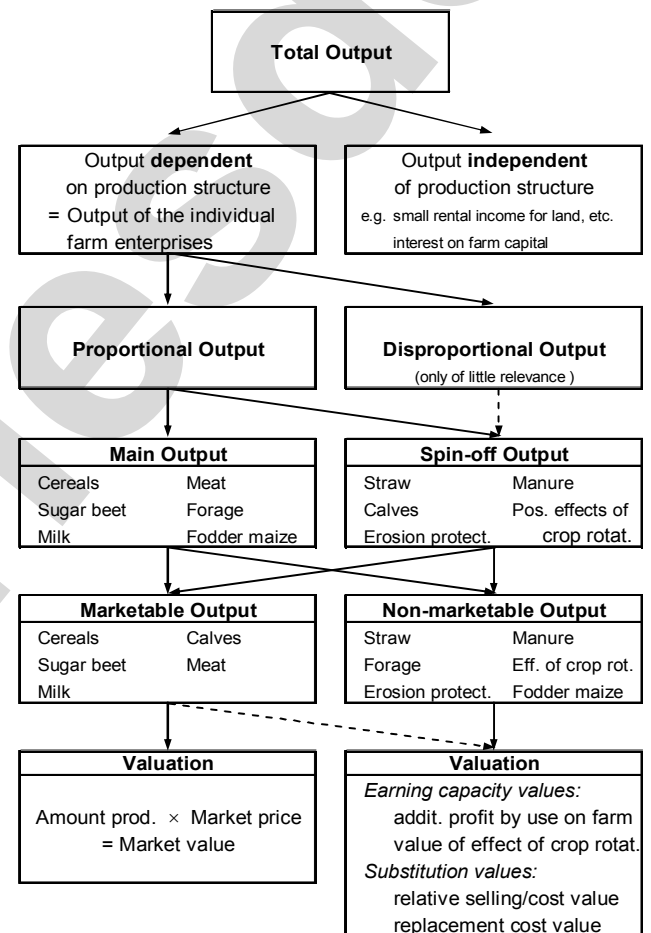 Total Output
Output dependent
on production structure
= Output of the individual
farm enterprises
Output independent
of production structure
e.g. small rental income for land, etc.
interest on farm capital
Proportional Output
Disproportional Output
(only of little relevance )
Main Output
Cereals Meat
Sugar beet Forage
Milk Fodder maize
Spin-off Output
Straw Manure
Calves Pos. effects of
Erosion protect. crop rotat.
Marketable Output
Cereals Calves
Sugar beet Meat
Milk
Non-marketable Output
Straw Manure
Forage Eff. of crop rot.
Erosion protect. Fodder maize
Valuation
Amount prod. × Market price
= Market value
Valuation
Earning capacity values:
addit. profit by use on farm
value of effect of crop rotat.
Substitution values:
relative selling/cost value
replacement cost value